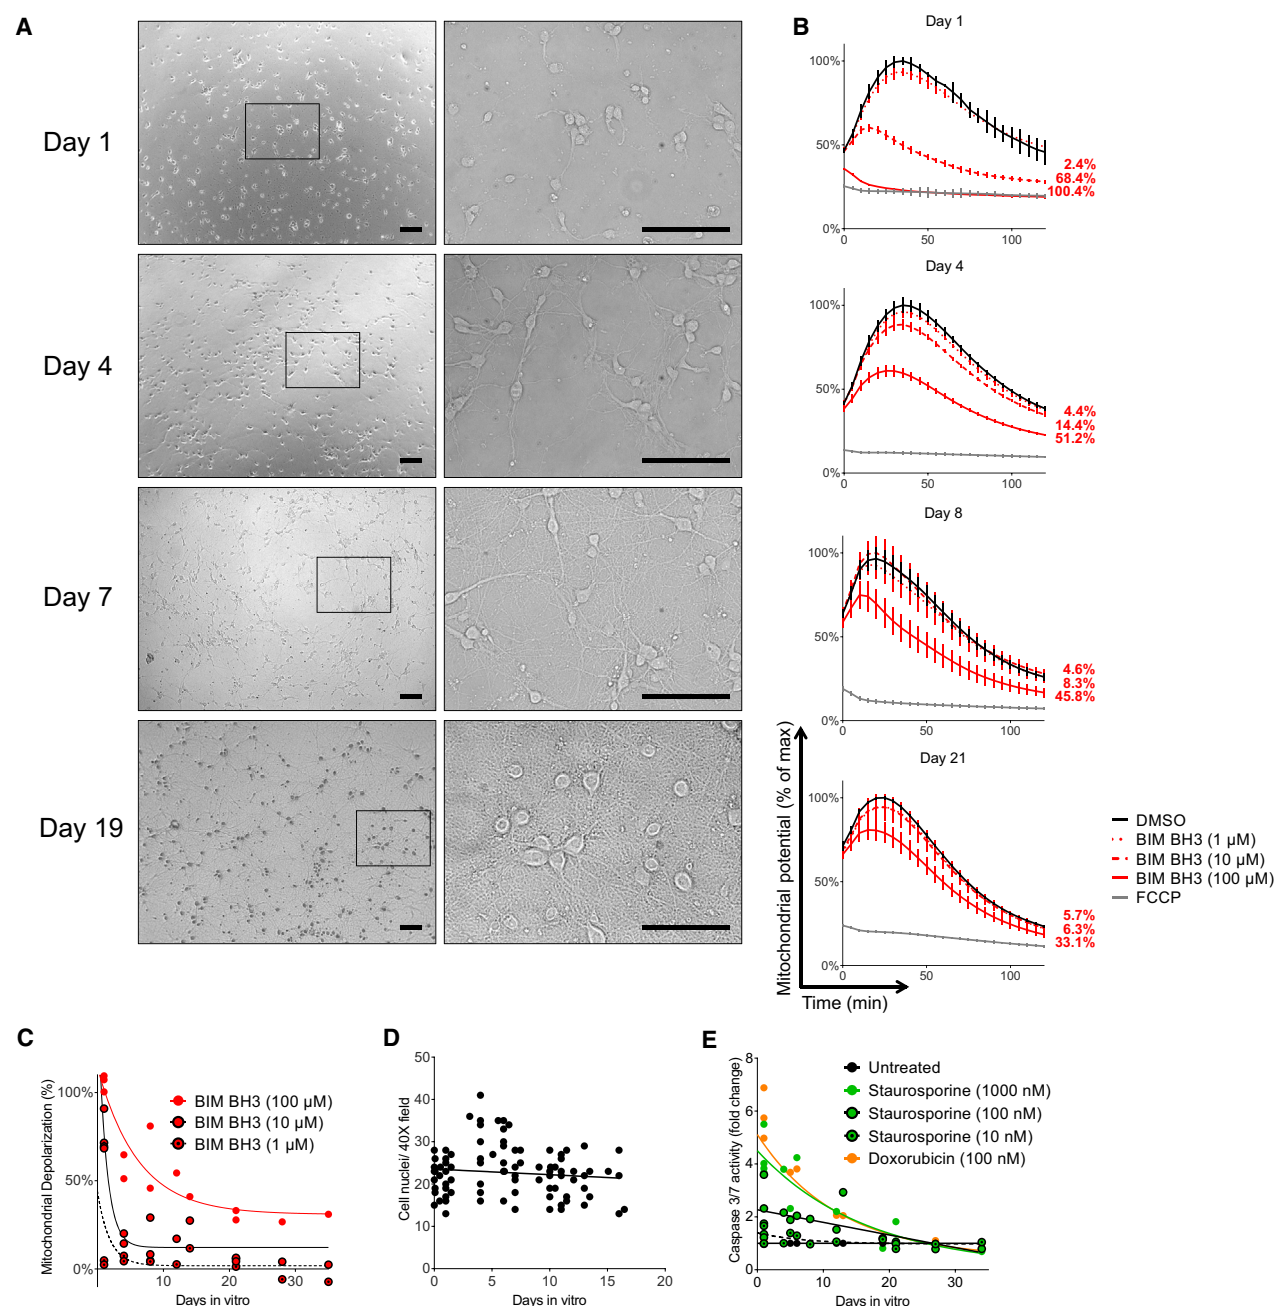 A
Day 1
Day 4
Day 7
Day 19
B
Day 1
100%
50%
0%
0
50
100
2.4%
68.4%
100.4%
Day 4
100%
50%
0%
0
50
100
4.4%
14.4%
51.2%
Day 8
100%
50%
0%
0
50
100
4.6%
8.3%
45.8%
Day 21
100%
50%
0%
0
50
100
5.7%
6.3%
33.1%
Mitochondrial potential (% of max)
Time (min)
DMSO
BIM BH3 (1 µM)
BIM BH3 (10 µM)
BIM BH3 (100 µM)
FCCP
C
Mitochondrial Depolarization (%)
100%
50%
0%
10
20
30
Days in vitro
BIM BH3 (100 µM)
BIM BH3 (10 µM)
BIM BH3 (1 µM)
D
Cell nuclei/ 40X field
50
40
30
20
10
0
0
5
10
15
20
Days in vitro
E
Caspase 3/7 activity (fold change)
8
6
4
2
0
0
10
20
30
Days in vitro
Untreated
Staurosporine (1000 nM)
Staurosporine (100 nM)
Staurosporine (10 nM)
Doxorubicin (100 nM)